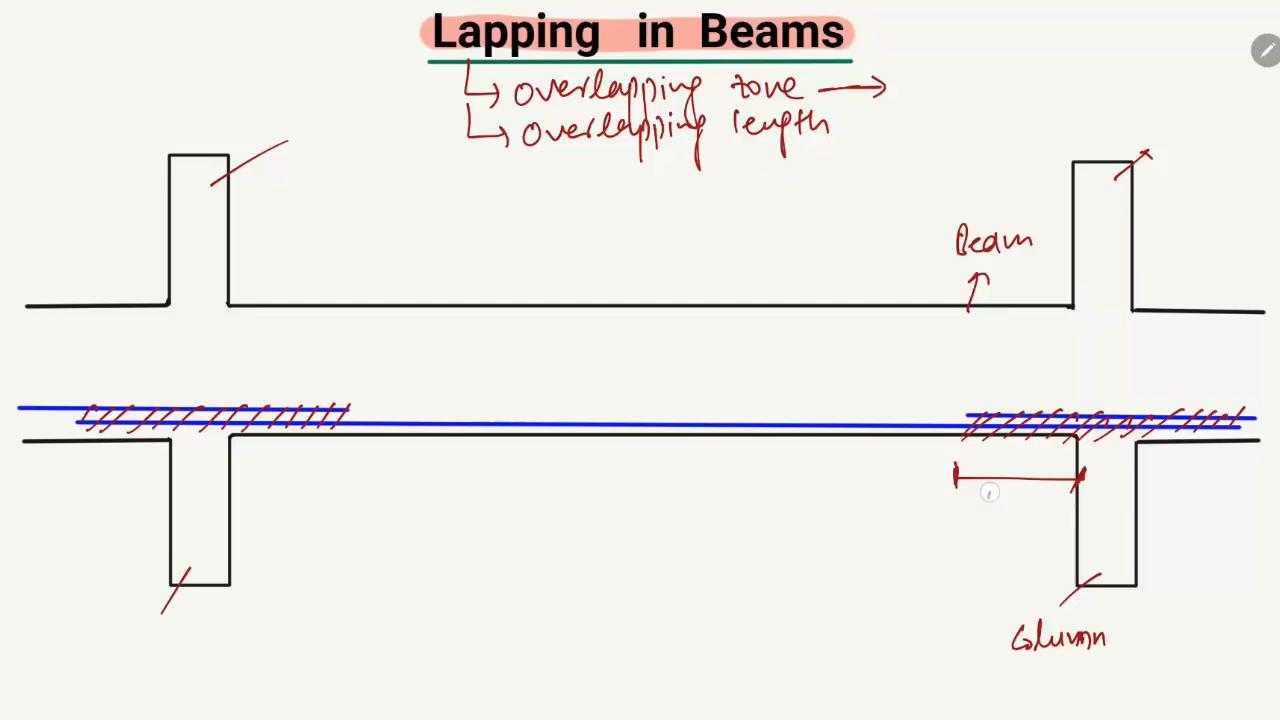 Lapping in Beams
overlapping zone
overlapping length
Beam
Column